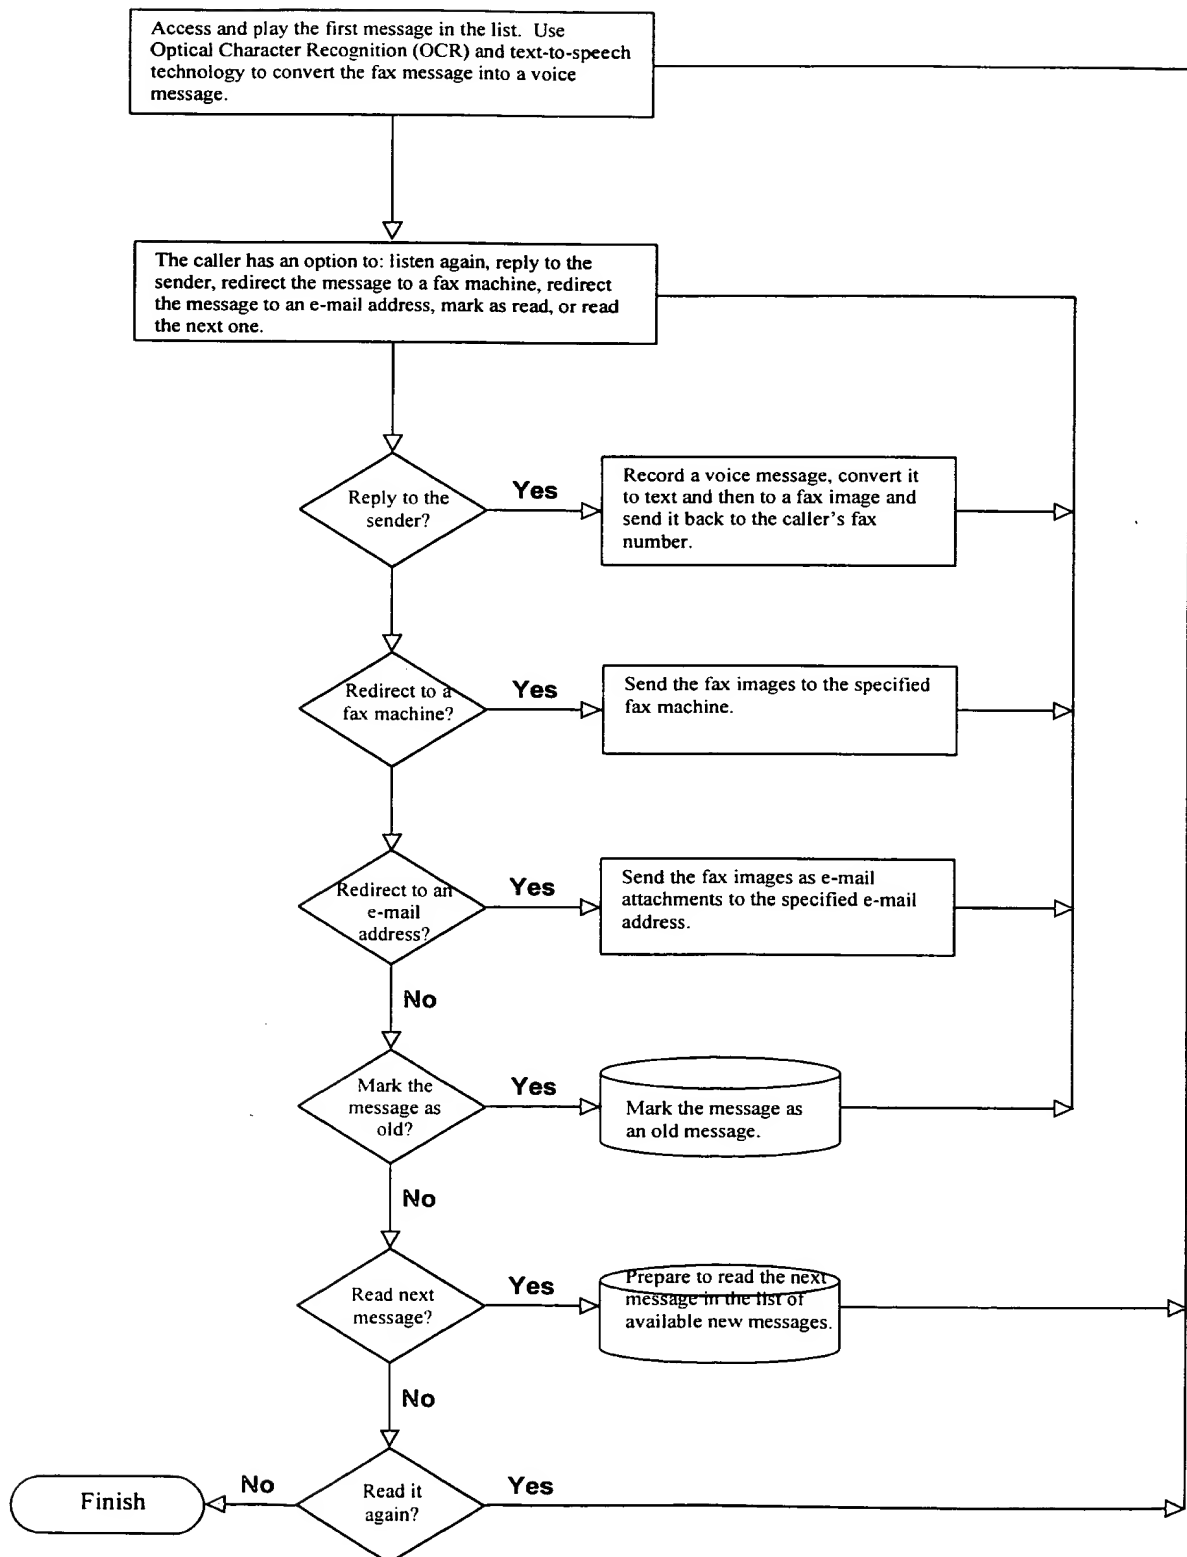 Access and play the first message in the list.  Use
Optical Character Recognition (OCR) and text-to-speech
technology to convert the fax message into a voice
message.
The caller has an option to: listen again, reply to the
sender, redirect the message to a fax machine, redirect
the message to an e-mail address, mark as read, or read
the next one.
Reply to the
sender?
Yes
Record a voice message, convert it
to text and then to a fax image and
send it back to the caller's fax
number.
Redirect to a
fax machine?
Yes
Send the fax images to the specified
fax machine.
Redirect to an
e-mail
address?
Yes
Send the fax images as e-mail
attachments to the specified e-mail
address.
No
Mark the
message as
old?
Yes
Mark the message as
an old message.
No
Read next
message?
Yes
Prepare to read the next
message in the list of
available new messages.
No
Read it
again?
Yes
No
Finish